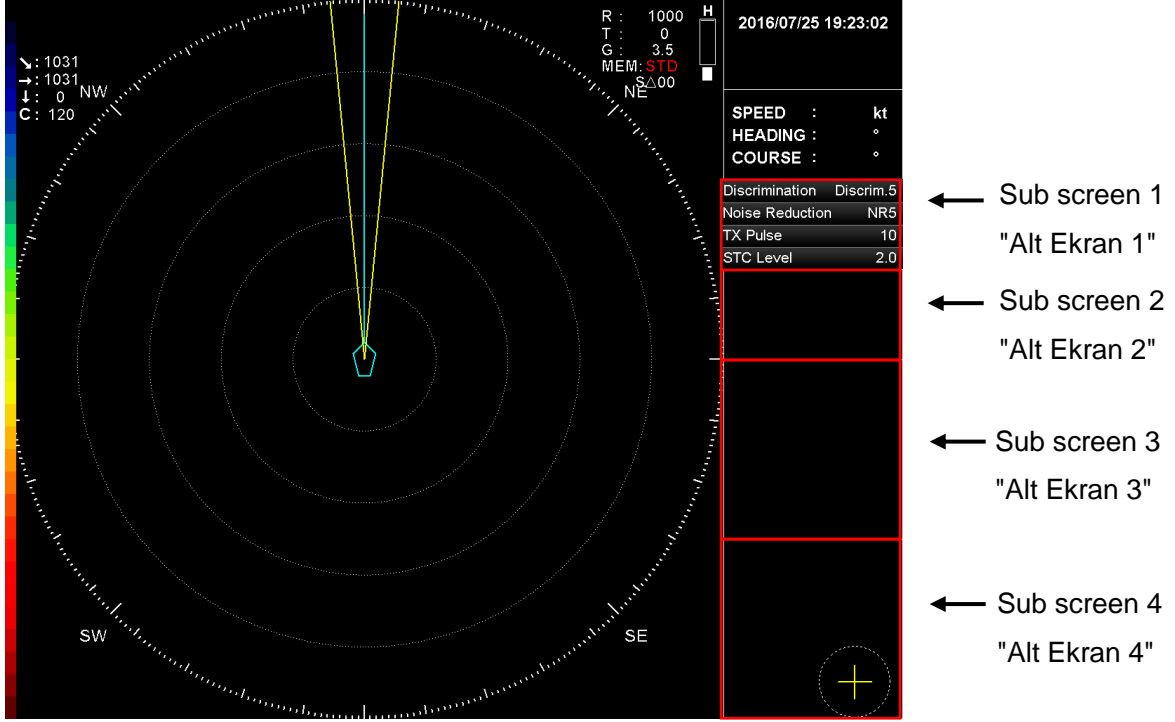 ↘: 1031
→: 1031
↓: 0
C: 120
NW
R : 1000
T : 0
G : 3.5
MEM: STD
S△00
NE
H
2016/07/25 19:23:02
SPEED : kt
HEADING : °
COURSE : °
Discrimination Discrim.5
Noise Reduction NR5
TX Pulse 10
STC Level 2.0
Sub screen 1
"Alt Ekran 1"
Sub screen 2
"Alt Ekran 2"
Sub screen 3
"Alt Ekran 3"
Sub screen 4
"Alt Ekran 4"
SW
SE